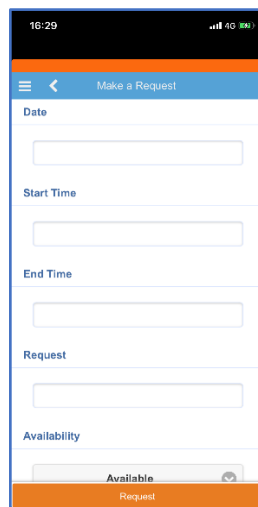 16:29
4G
Make a Request
Date
Start Time
End Time
Request
Availability
Available
Request